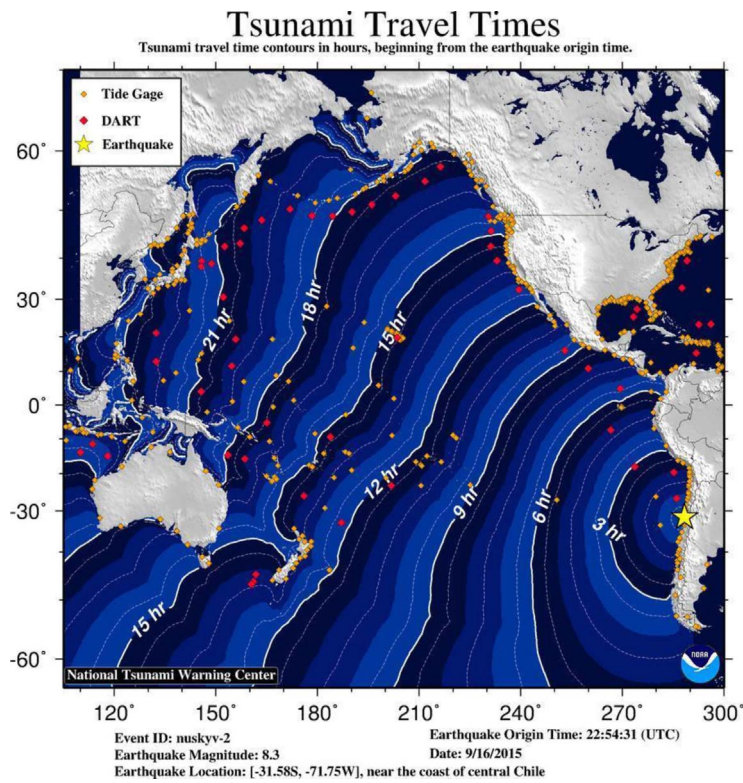 Tsunami Travel Times
Tsunami travel time contours in hours, beginning from the earthquake origin time.
Tide Gage
DART
Earthquake
60°
30°
0°
-30°
-60°
21 hr
18 hr
15 hr
12 hr
9 hr
6 hr
3 hr
15 hr
NOAA
National Tsunami Warning Center
120 150 180 210 240 270 300
Event ID: nuskyv-2
Earthquake Magnitude: 8.3
Earthquake Location: [-31.58S, -71.75W], near the coast of central Chile
Earthquake Origin Time: 22:54:31 (UTC)
Date: 9/16/2015